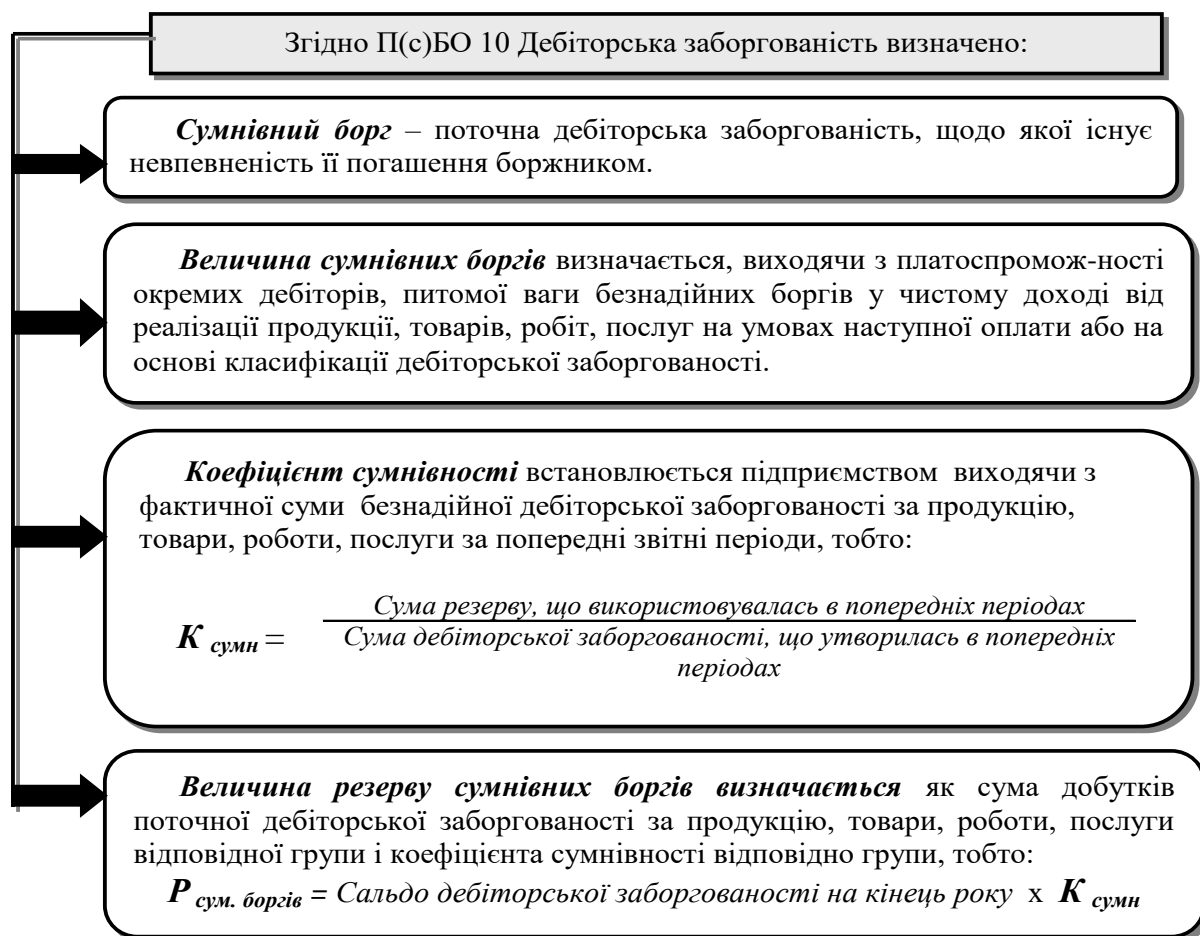 Згідно П(с)БО 10 Дебіторська заборгованість визначено:
Сумнівний борг – поточна дебіторська заборгованість, щодо якої існує
невпевненість її погашення боржником.
Величина сумнівних боргів визначається, виходячи з платоспромож-ності
окремих дебіторів, питомої ваги безнадійних боргів у чистому доході від
реалізації продукції, товарів, робіт, послуг на умовах наступної оплати або на
основі класифікації дебіторської заборгованості.
Коефіцієнт сумнівності встановлюється підприємством виходячи з
фактичної суми безнадійної дебіторської заборгованості за продукцію,
товари, роботи, послуги за попередні звітні періоди, тобто:
Сума резерву, що використовувалась в попередніх періодах
К сумн =
Сума дебіторської заборгованості, що утворилась в попередніх
періодах
Величина резерву сумнівних боргів визначається як сума добутків
поточної дебіторської заборгованості за продукцію, товари, роботи, послуги
відповідної групи і коефіцієнта сумнівності відповідно групи, тобто:
Р сум. боргів = Сальдо дебіторської заборгованості на кінець року х К сумн